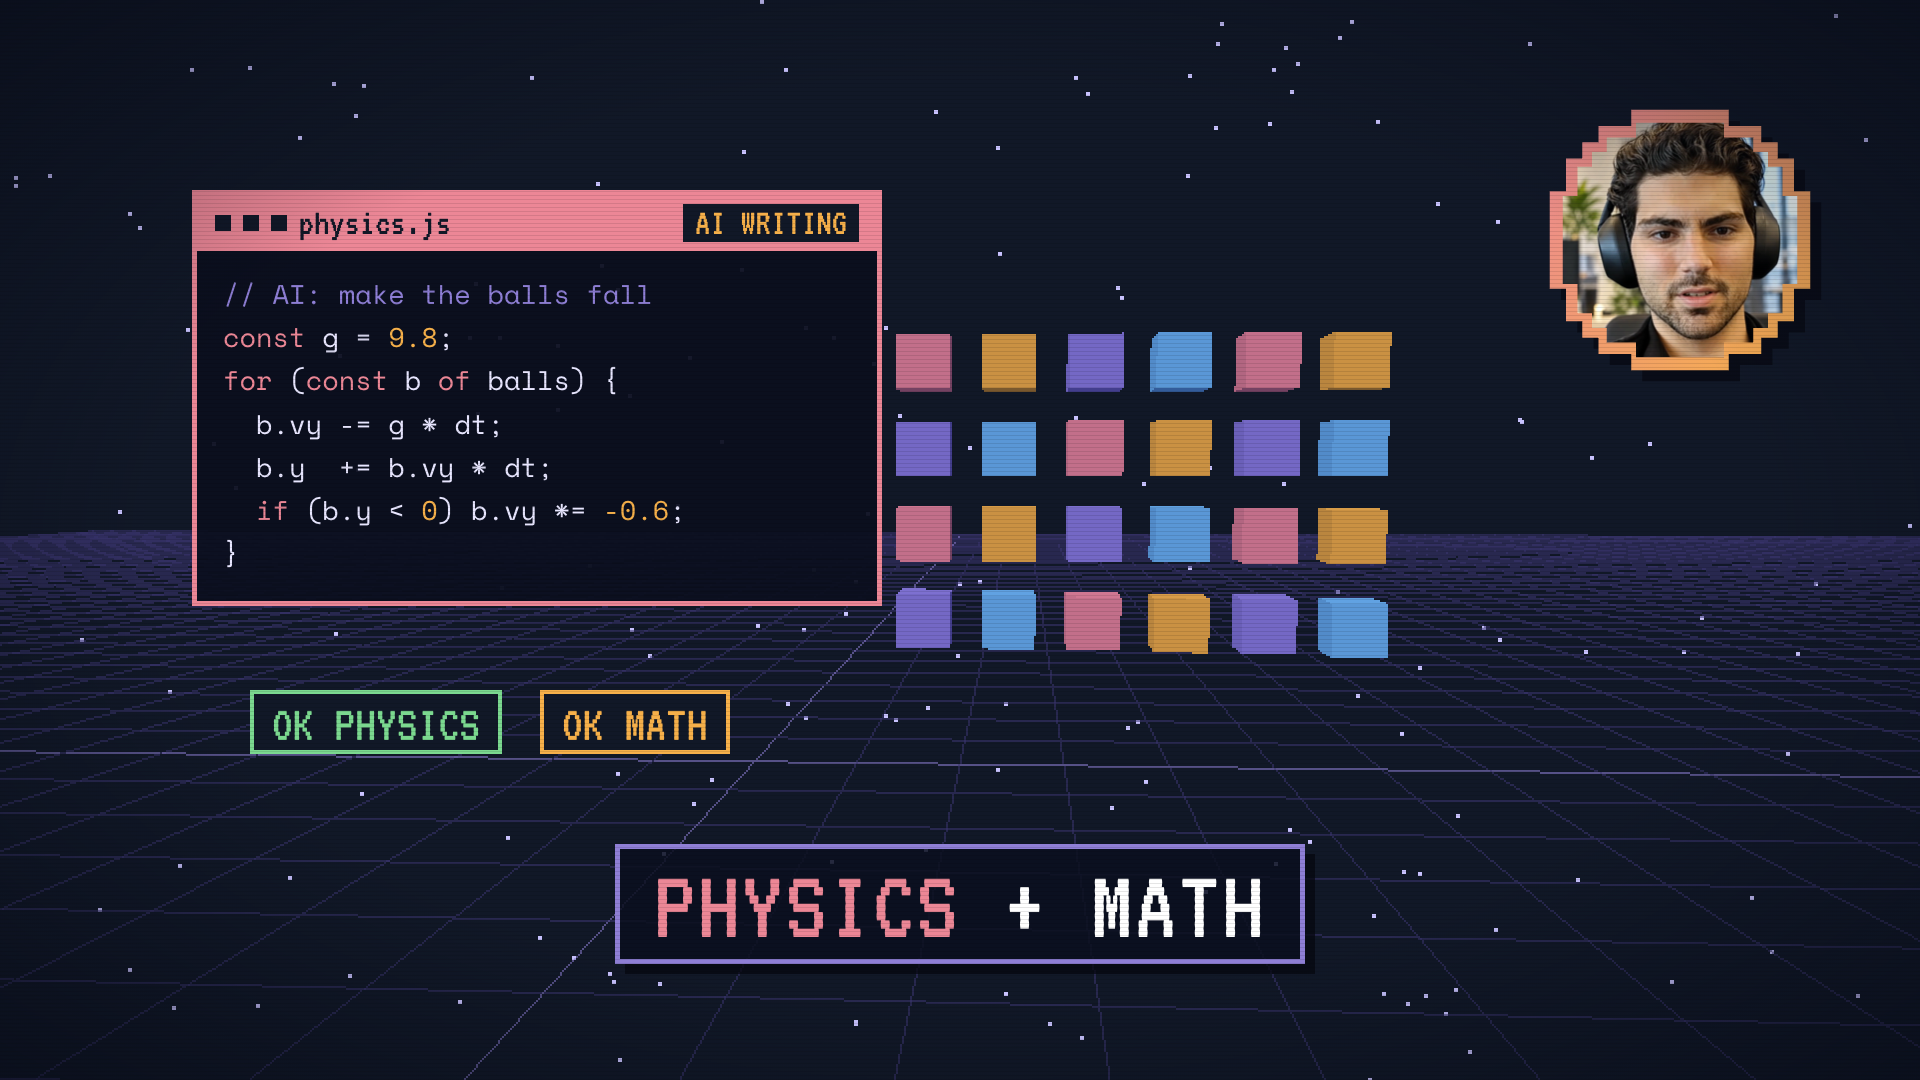 physics.js
AI WRITING
// AI: make the balls fall
const g = 9.8;
for (const b of balls) {
  b.vy -= g * dt;
  b.y  += b.vy * dt;
  if (b.y < 0) b.vy *= -0.6;
}
OK PHYSICS
OK MATH
PHYSICS + MATH